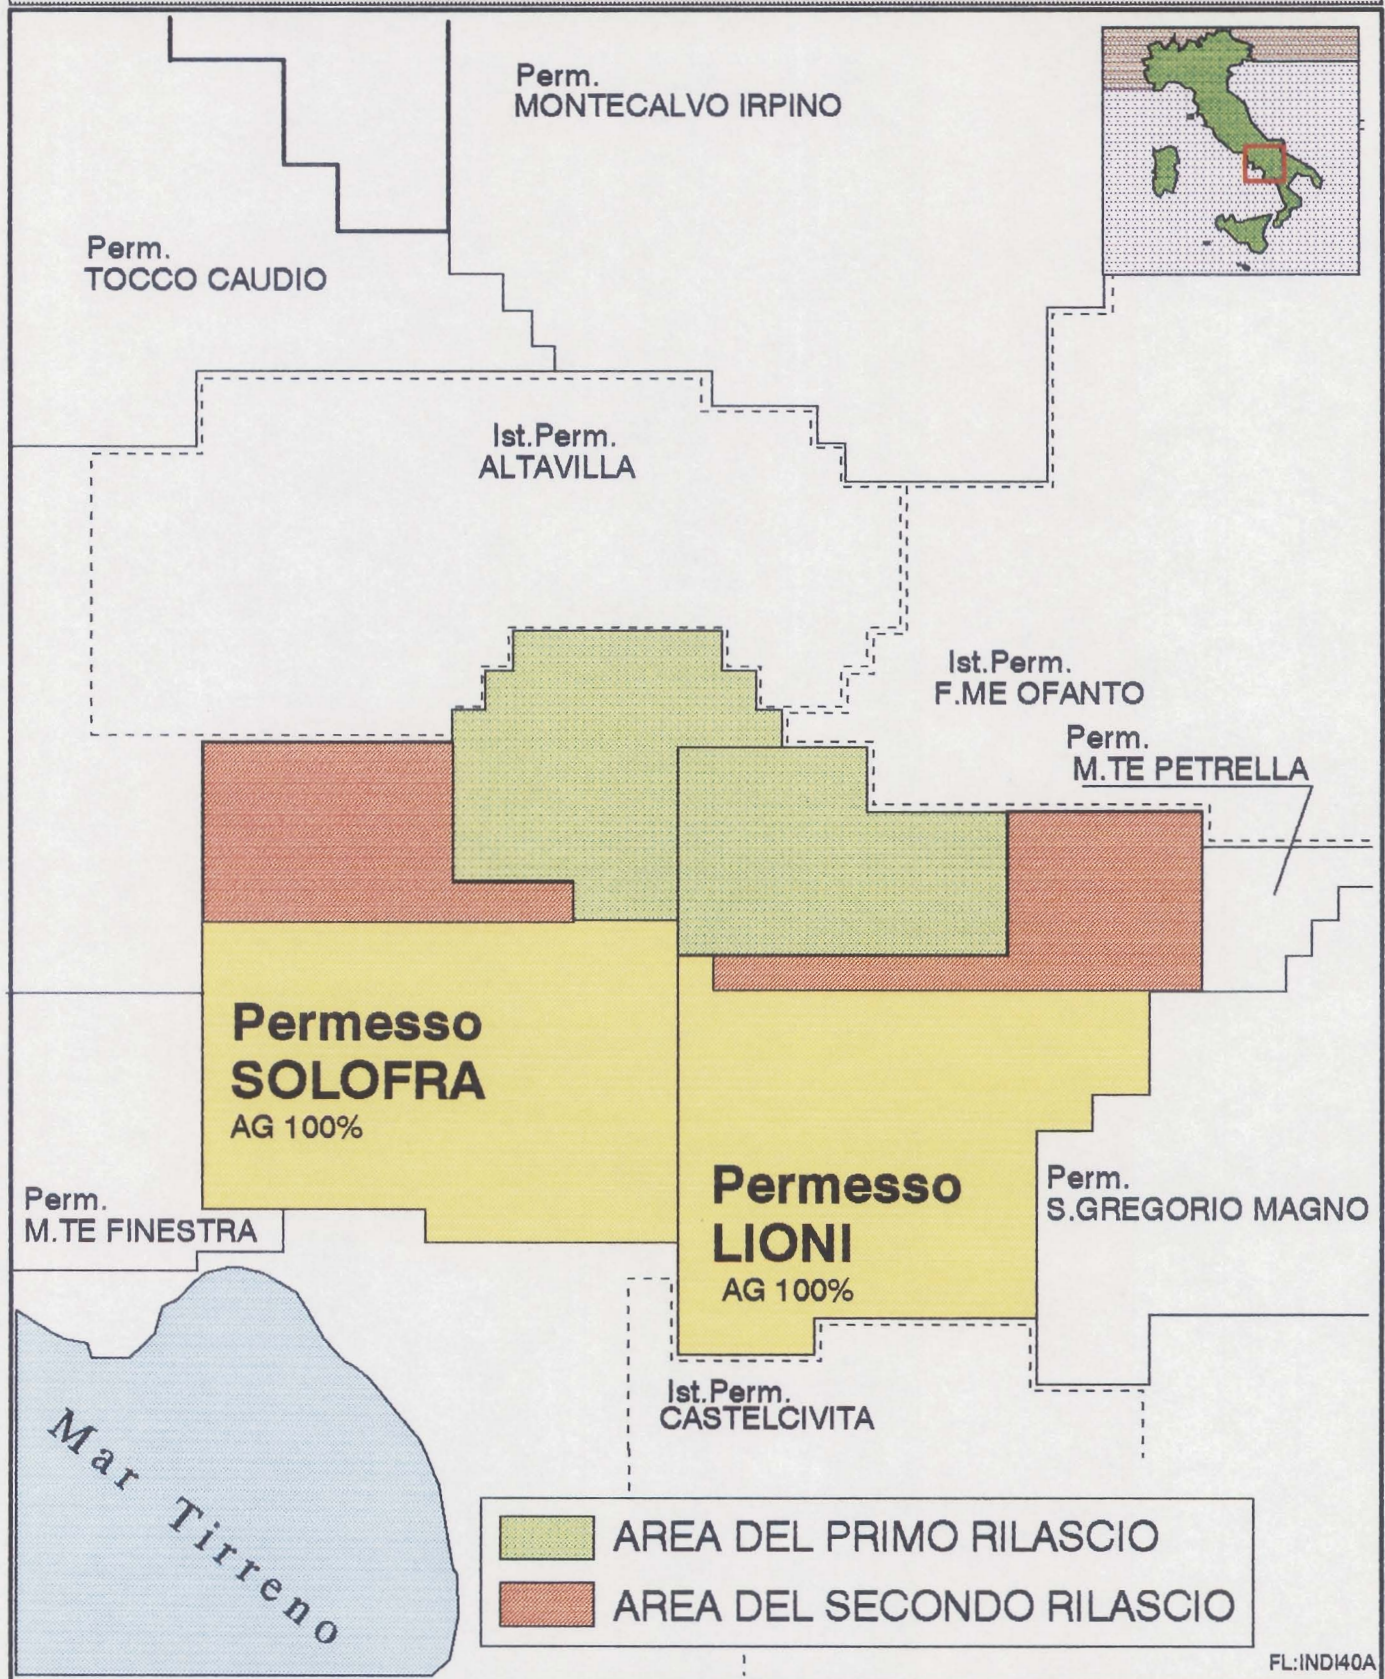 Perm.
MONTECALVO IRPINO
Perm.
TOCCO CAUDIO
Ist.Perm.
ALTAVILLA
Ist.Perm.
F.ME OFANTO
Perm.
M.TE PETRELLA
Permesso
SOLOFRA
AG 100%
Permesso
LIONI
AG 100%
Perm.
M.TE FINESTRA
Perm.
S.GREGORIO MAGNO
Ist.Perm.
CASTELCIVITA
Mar Tirreno
AREA DEL PRIMO RILASCIO
AREA DEL SECONDO RILASCIO
FL:INDI40A